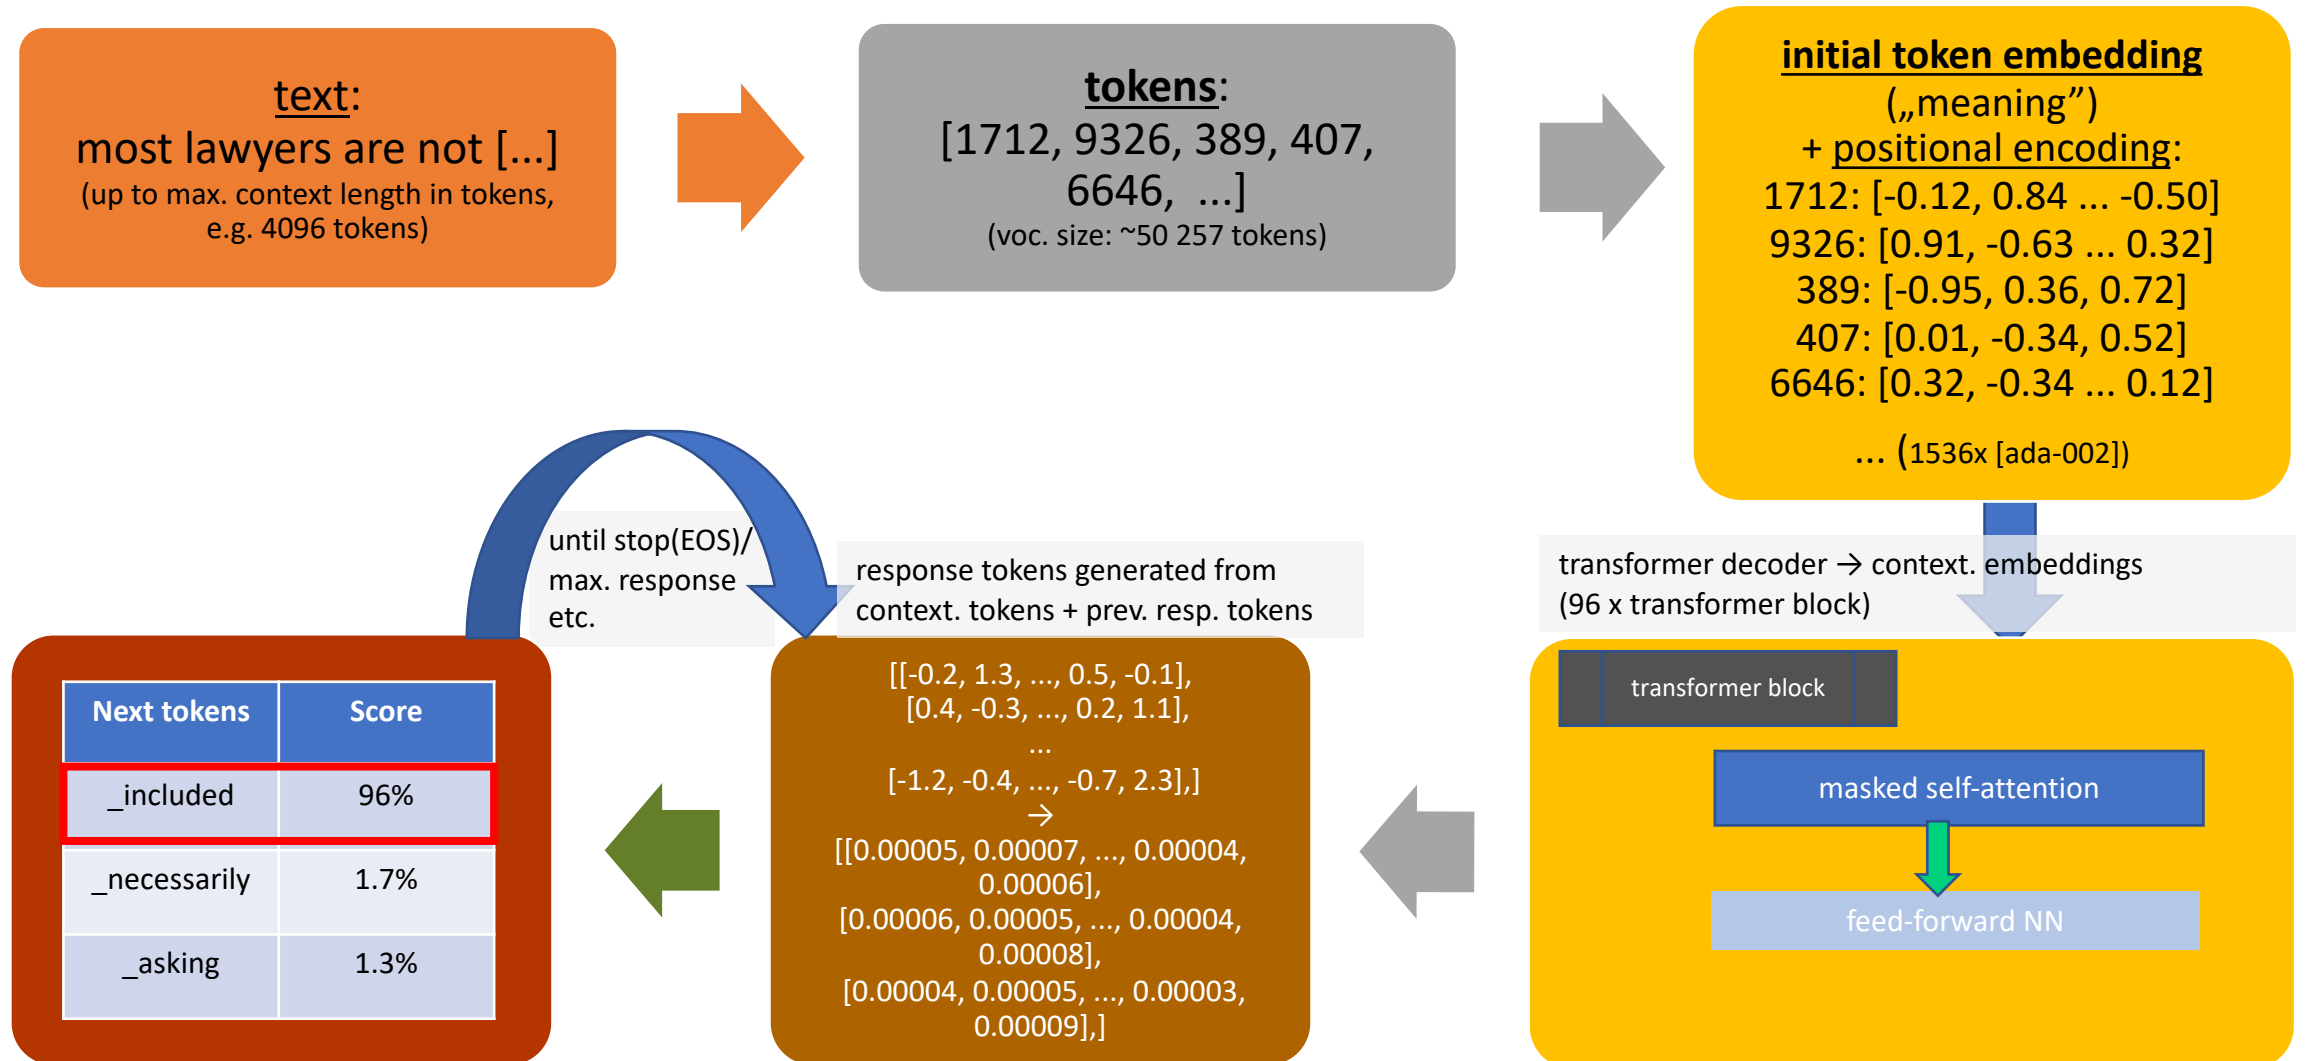 text:
most lawyers are not [...]
(up to max. context length in tokens,
e.g. 4096 tokens)
tokens:
[1712, 9326, 389, 407,
6646, ...]
(voc. size: ~50 257 tokens)
initial token embedding
(„meaning”)
+ positional encoding:
1712: [-0.12, 0.84 ... -0.50]
9326: [0.91, -0.63 ... 0.32]
389: [-0.95, 0.36, 0.72]
407: [0.01, -0.34, 0.52]
6646: [0.32, -0.34 ... 0.12]
... (1536x [ada-002])
transformer decoder → context. embeddings
(96 x transformer block)
transformer block
masked self-attention
feed-forward NN
response tokens generated from
context. tokens + prev. resp. tokens
[[-0.2, 1.3, ..., 0.5, -0.1],
[0.4, -0.3, ..., 0.2, 1.1],
...
[-1.2, -0.4, ..., -0.7, 2.3],]
→
[[0.00005, 0.00007, ..., 0.00004,
0.00006],
[0.00006, 0.00005, ..., 0.00004,
0.00008],
[0.00004, 0.00005, ..., 0.00003,
0.00009],]
until stop(EOS)/
max. response
etc.
Next tokens Score
_included 96%
_necessarily 1.7%
_asking 1.3%